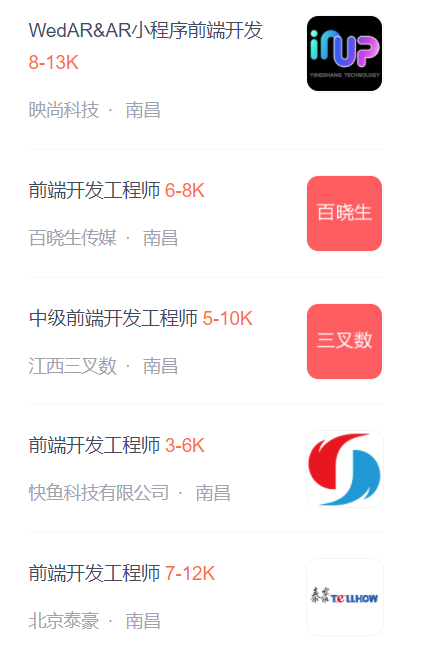 WedAR&AR小程序前端开发
8-13K
映尚科技 · 南昌
inUP
YINGSHANG TECHNOLOGY
前端开发工程师 6-8K
百晓生传媒 · 南昌
百晓生
中级前端开发工程师 5-10K
江西三叉数 · 南昌
三叉数
前端开发工程师 3-6K
快鱼科技有限公司 · 南昌
前端开发工程师 7-12K
北京泰豪 · 南昌
泰豪 TELLHOW